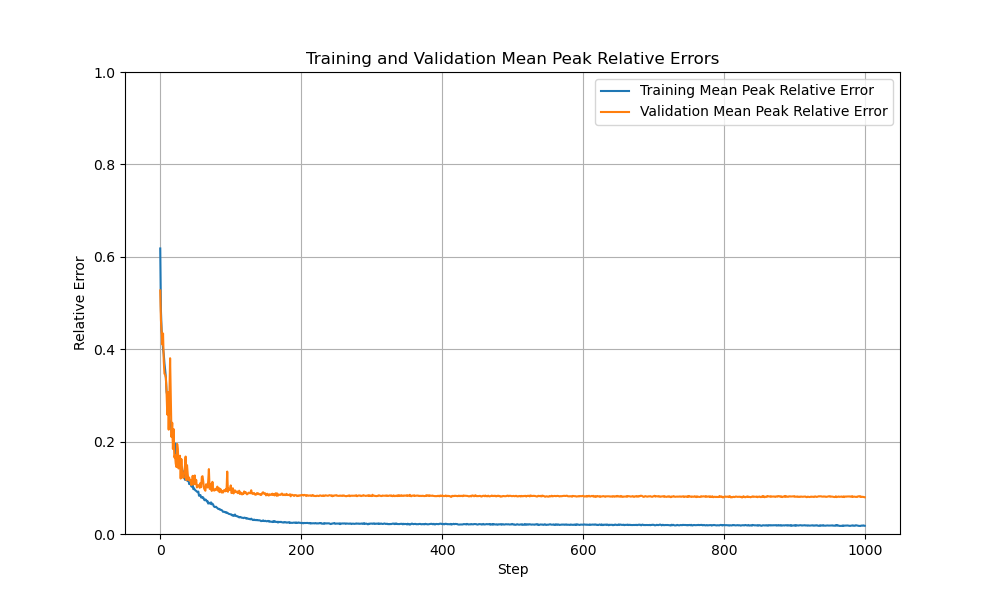 Training and Validation Mean Peak Relative Errors
Training Mean Peak Relative Error
Validation Mean Peak Relative Error
Relative Error
1.0
0.8
0.6
0.4
0.2
0.0
0 200 400 600 800 1000
Step